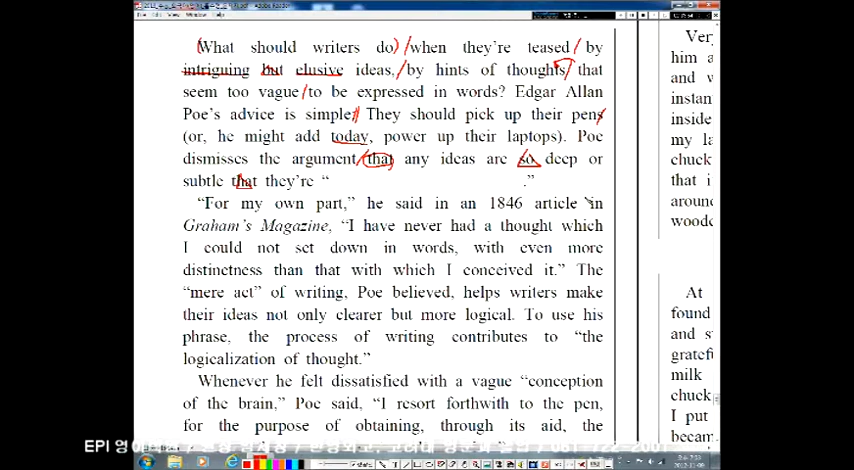 What should writers do) when they're teased by
intriguing but elusive ideas, by hints of thoughts that
seem too vague to be expressed in words? Edgar Allan
Poe's advice is simple: They should pick up their pens
(or, he might add today, power up their laptops). Poe
dismisses the argument that any ideas are so deep or
subtle that they're “ .”
“For my own part,” he said in an 1846 article in
Graham's Magazine, “I have never had a thought which
I could not set down in words, with even more
distinctness than that with which I conceived it.” The
“mere act” of writing, Poe believed, helps writers make
their ideas not only clearer but more logical. To use his
phrase, the process of writing contributes to “the
logicalization of thought.”
Whenever he felt dissatisfied with a vague “conception
of the brain,” Poe said, “I resort forthwith to the pen,
for the purpose of obtaining, through its aid, the
Very
him a
and w
instan
inside
my la
chuck
that i
around
woodc
At
found
and s
gratef
milk
chuck
I put
becam